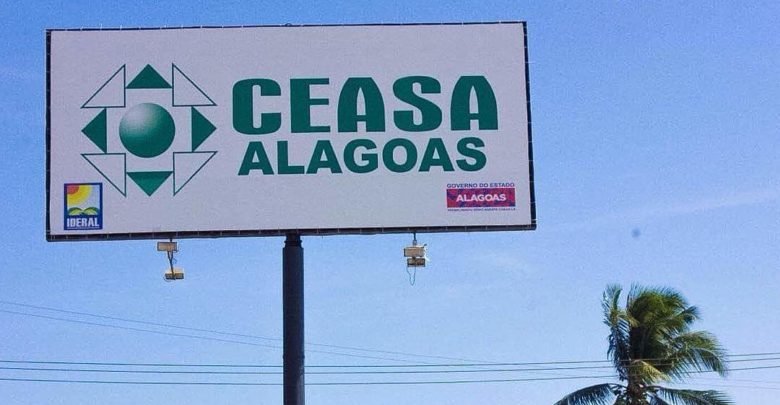 CEASA
ALAGOAS
IDERAL
GOVERNO DO ESTADO
ALAGOAS